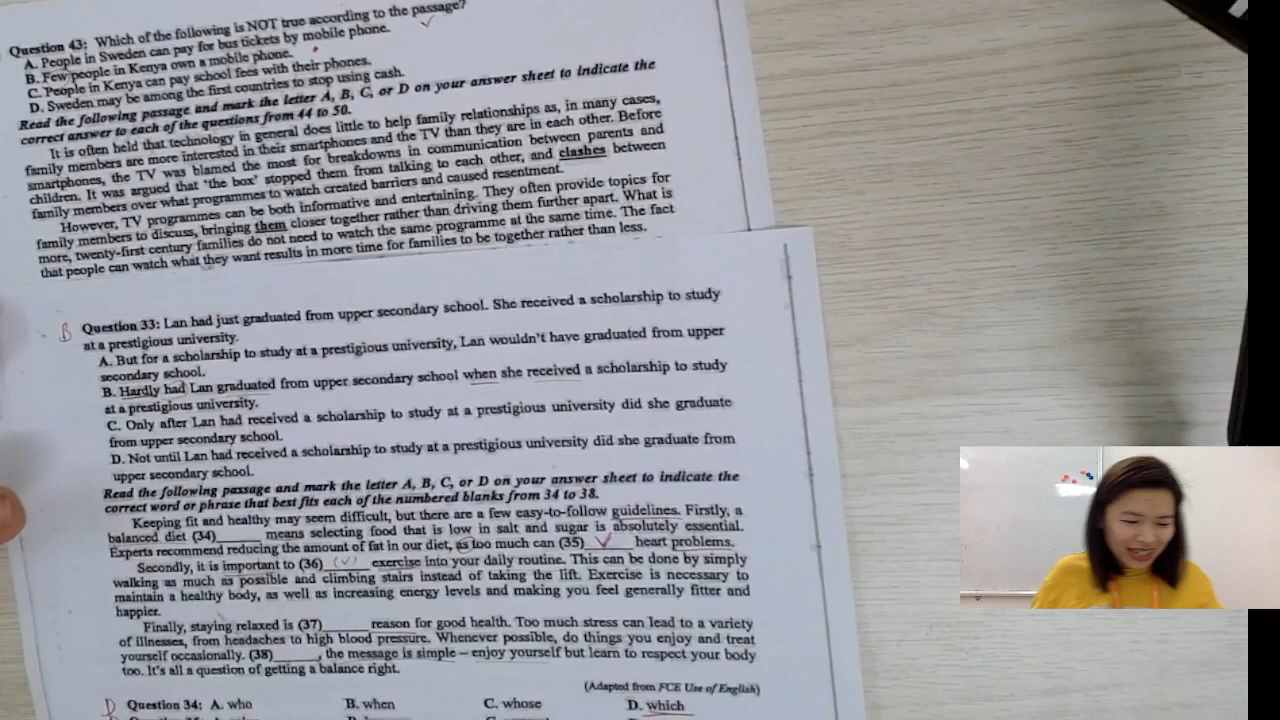 Question 43: Which of the following is NOT true according to the passage?
A. People in Sweden can pay for bus tickets by mobile phone.
B. Few people in Kenya own a mobile phone.
C. People in Kenya can pay school fees with their phones.
D. Sweden may be among the first countries to stop using cash.
Read the following passage and mark the letter A, B, C, or D on your answer sheet to indicate the
correct answer to each of the questions from 44 to 50.
It is often held that technology in general does little to help family relationships as, in many cases,
family members are more interested in their smartphones and the TV than they are in each other. Before
smartphones, the TV was blamed the most for breakdowns in communication between parents and
children. It was argued that 'the box' stopped them from talking to each other, and clashes between
family members over what programmes to watch created barriers and caused resentment.
However, TV programmes can be both informative and entertaining. They often provide topics for
family members to discuss, bringing them closer together rather than driving them further apart. What is
more, twenty-first century families do not need to watch the same programme at the same time. The fact
that people can watch what they want results in more time for families to be together rather than less.
B Question 33: Lan had just graduated from upper secondary school. She received a scholarship to study
at a prestigious university.
A. But for a scholarship to study at a prestigious university, Lan wouldn't have graduated from upper
secondary school.
B. Hardly had Lan graduated from upper secondary school when she received a scholarship to study
at a prestigious university.
C. Only after Lan had received a scholarship to study at a prestigious university did she graduate
from upper secondary school.
D. Not until Lan had received a scholarship to study at a prestigious university did she graduate from
upper secondary school.
Read the following passage and mark the letter A, B, C, or D on your answer sheet to indicate the
correct word or phrase that best fits each of the numbered blanks from 34 to 38.
Keeping fit and healthy may seem difficult, but there are a few easy-to-follow guidelines. Firstly, a
balanced diet (34)______ means selecting food that is low in salt and sugar is absolutely essential.
Experts recommend reducing the amount of fat in our diet, as too much can (35)______ heart problems.
Secondly, it is important to (36)______ exercise into your daily routine. This can be done by simply
walking as much as possible and climbing stairs instead of taking the lift. Exercise is necessary to
maintain a healthy body, as well as increasing energy levels and making you feel generally fitter and
happier.
Finally, staying relaxed is (37)______ reason for good health. Too much stress can lead to a variety
of illnesses, from headaches to high blood pressure. Whenever possible, do things you enjoy and treat
yourself occasionally. (38)______, the message is simple – enjoy yourself but learn to respect your body
too. It's all a question of getting a balance right.
(Adapted from FCE Use of English)
D Question 34: A. who B. when C. whose D. which